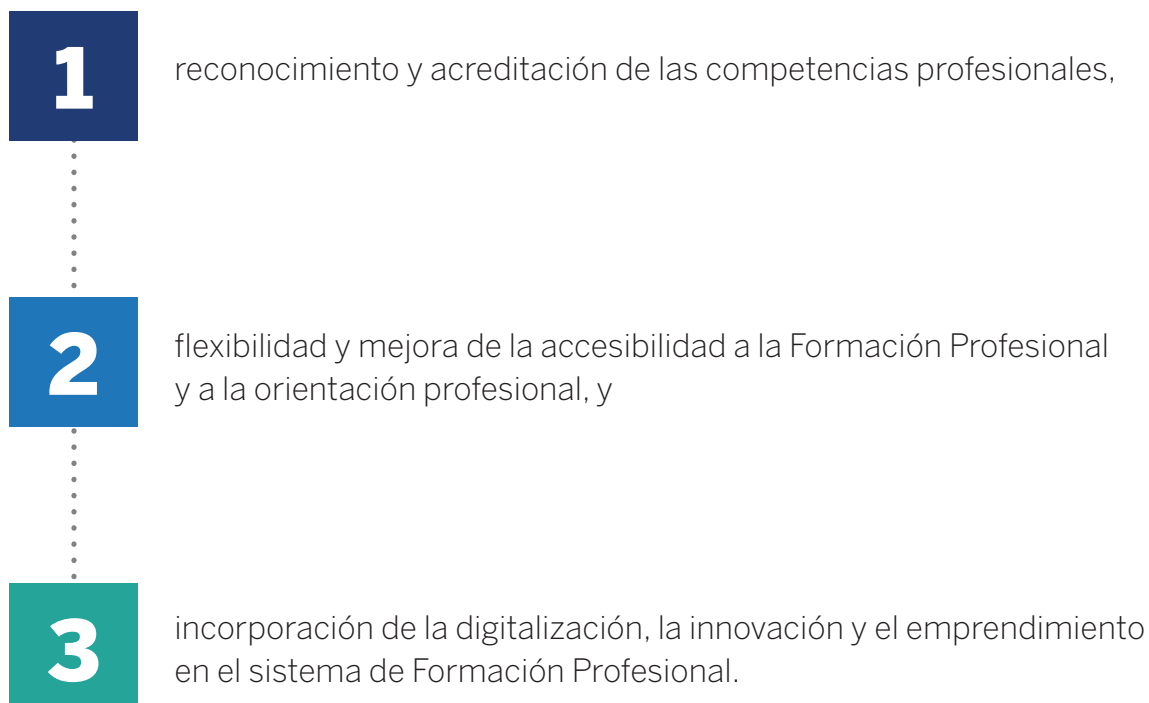 1
reconocimiento y acreditación de las competencias profesionales,
2
flexibilidad y mejora de la accesibilidad a la Formación Profesional
y a la orientación profesional, y
3
incorporación de la digitalización, la innovación y el emprendimiento
en el sistema de Formación Profesional.